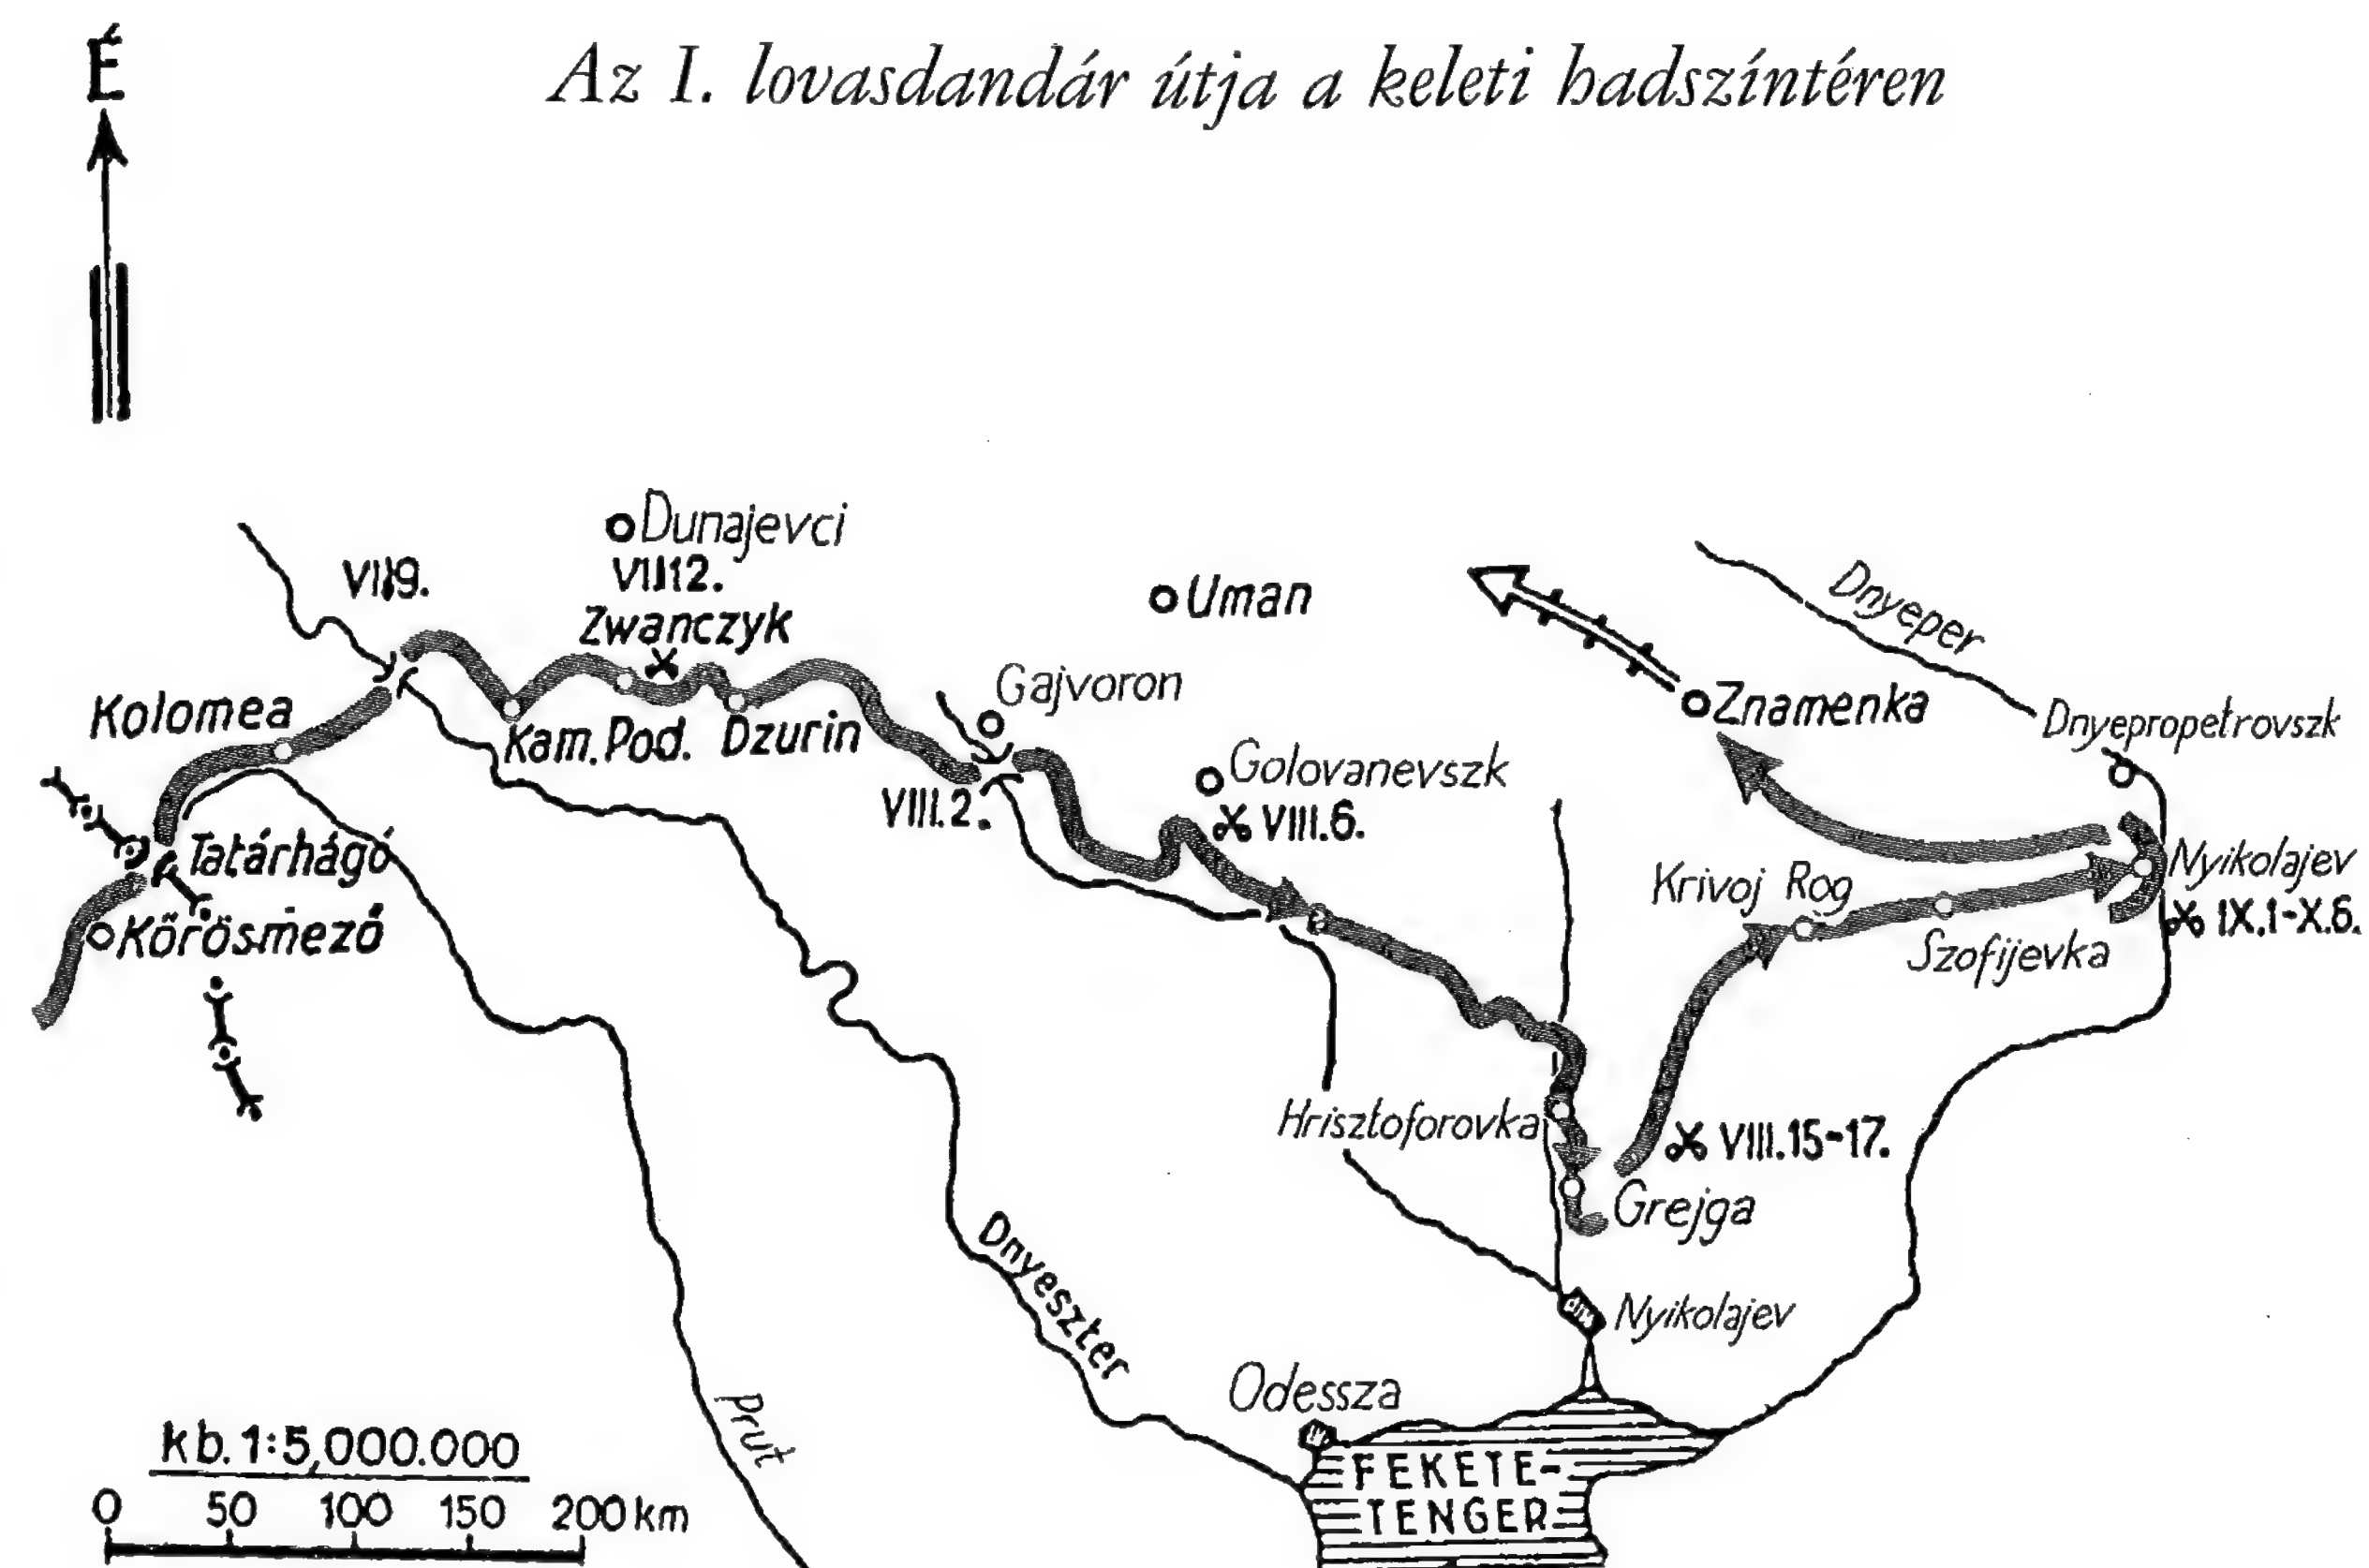 É
Az I. lovasdandár útja a keleti hadszíntéren
Dunajevci
VII.9.
VII.12.
Zwanczyk
Uman
Dnyeper
Gajvoron
Kolomea
Znamenka
Dnyepropetrovszk
Kam. Pod.
Dzurin
Golovanevszk
VIII.2.
VIII.6.
Tatárhágó
Krivoj Rog
Nyikolajev
IX.1-X.6.
Kőrösmező
Szofijevka
Hrisztoforovka
VIII.15-17.
Grejga
Dnyeszter
Nyikolajev
Odessza
Prut
kb. 1:5,000.000
FEKETE-
TENGER
0 50 100 150 200 km